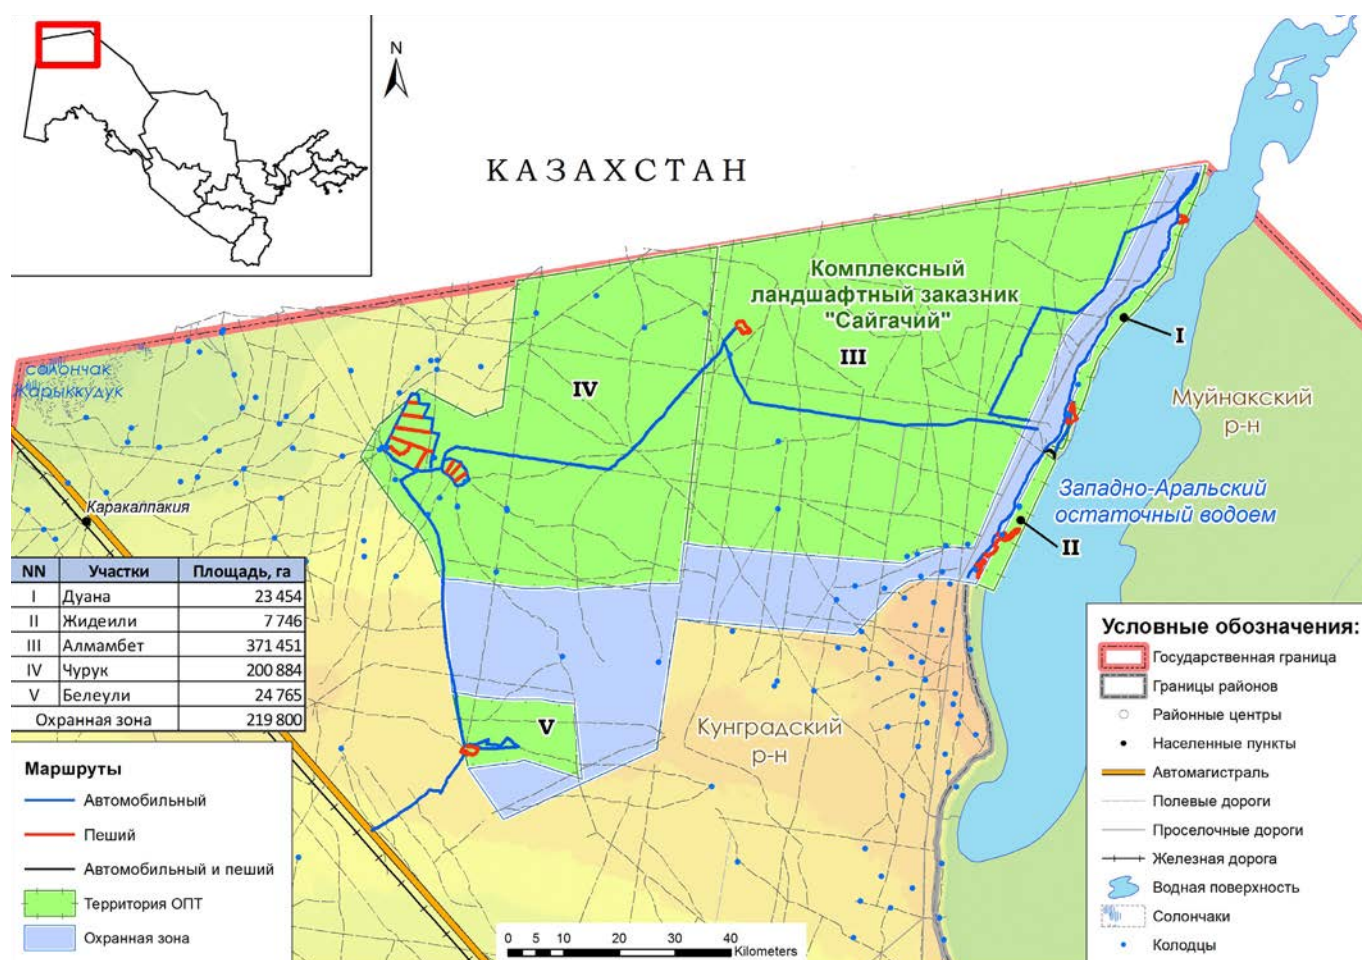 N
КАЗАХСТАН
Комплексный
ландшафтный заказник
"Сайгачий"
III
IV
I
солончак
Жарыккудук
Муйнакский
р-н
Западно-Аральский
остаточный водоем
Каракалпакия
II
V
Кунградский
р-н
NN Участки Площадь, га
I Дуана 23 454
II Жидеили 7 746
III Алмамбет 371 451
IV Чурук 200 884
V Белеули 24 765
Охранная зона 219 800
Маршруты
Автомобильный
Пеший
Автомобильный и пеший
Территория ОПТ
Охранная зона
0 5 10 20 30 40
Kilometers
Условные обозначения:
Государственная граница
Границы районов
Районные центры
Населенные пункты
Автомагистраль
Полевые дороги
Проселочные дороги
Железная дорога
Водная поверхность
Солончаки
Колодцы